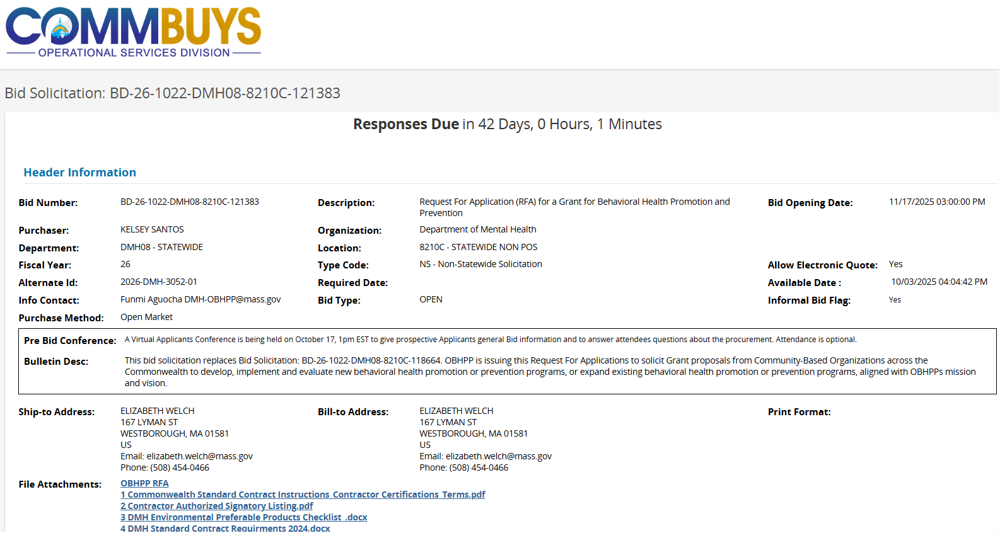 COMMBUYS
OPERATIONAL SERVICES DIVISION
Bid Solicitation: BD-26-1022-DMH08-8210C-121383
Responses Due in 42 Days, 0 Hours, 1 Minutes
Header Information
Bid Number: BD-26-1022-DMH08-8210C-121383 Description: Request For Application (RFA) for a Grant for Behavioral Health Promotion and Bid Opening Date: 11/17/2025 03:00:00 PM
Prevention
Purchaser: KELSEY SANTOS Organization: Department of Mental Health
Department: DMH08 - STATEWIDE Location: 8210C - STATEWIDE NON POS
Fiscal Year: 26 Type Code: NS - Non-Statewide Solicitation Allow Electronic Quote: Yes
Alternate Id: 2026-DMH-3052-01 Required Date: Available Date : 10/03/2025 04:04:42 PM
Info Contact: Funmi Aguocha DMH-OBHPP@mass.gov Bid Type: OPEN Informal Bid Flag: Yes
Purchase Method: Open Market
Pre Bid Conference: A Virtual Applicants Conference is being held on October 17, 1pm EST to give prospective Applicants general Bid information and to answer attendees questions about the procurement. Attendance is optional.
Bulletin Desc: This bid solicitation replaces Bid Solicitation: BD-26-1022-DMH08-8210C-118664. OBHPP is issuing this Request For Applications to solicit Grant proposals from Community-Based Organizations across the
Commonwealth to develop, implement and evaluate new behavioral health promotion or prevention programs, or expand existing behavioral health promotion or prevention programs, aligned with OBHPPs mission
and vision.
Ship-to Address: ELIZABETH WELCH Bill-to Address: ELIZABETH WELCH Print Format:
167 LYMAN ST 167 LYMAN ST
WESTBOROUGH, MA 01581 WESTBOROUGH, MA 01581
US US
Email: elizabeth.welch@mass.gov Email: elizabeth.welch@mass.gov
Phone: (508) 454-0466 Phone: (508) 454-0466
File Attachments: OBHPP RFA
1 Commonwealth Standard Contract Instructions_Contractor Certifications_Terms.pdf
2 Contractor Authorized Signatory Listing.pdf
3 DMH Environmental Preferable Products Checklist_.docx
4 DMH Standard Contract Requirments 2024.docx